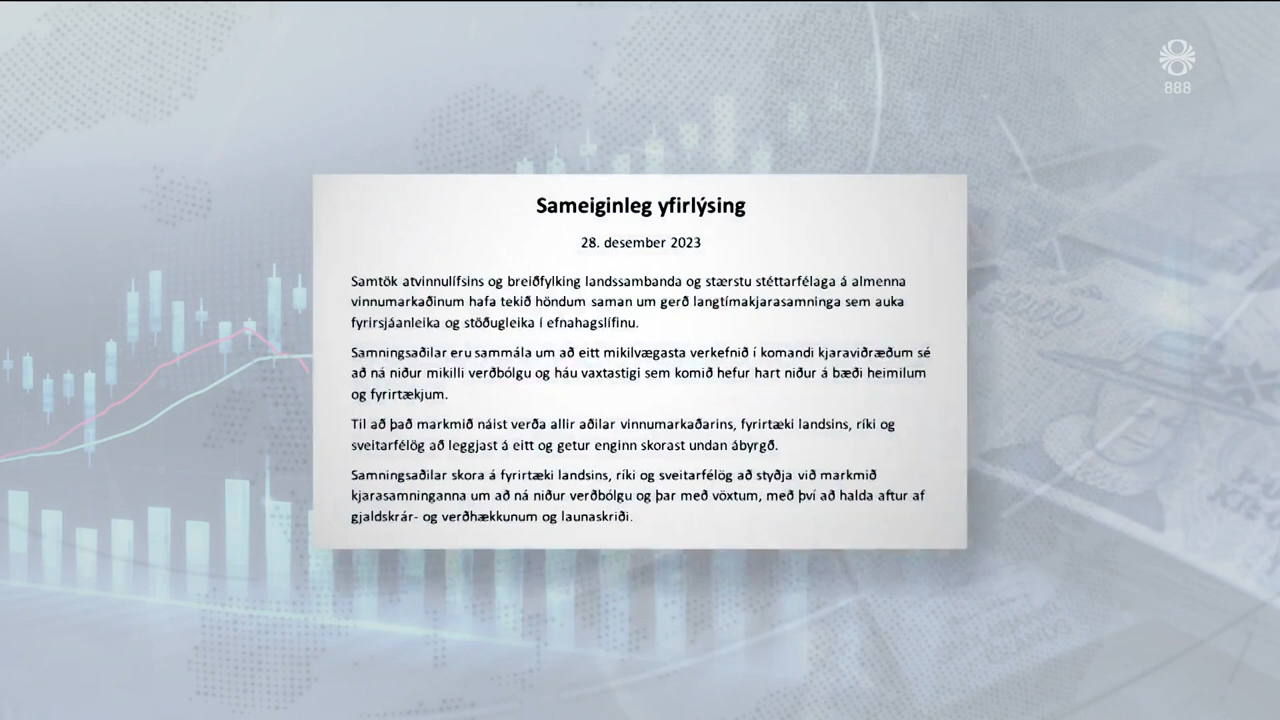 888
Sameiginleg yfirlýsing
28. desember 2023
Samtök atvinnulífsins og breiðfylking landssambanda og stærstu stéttarfélaga á almenna
vinnumarkaðinum hafa tekið höndum saman um gerð langtímakjarasamninga sem auka
fyrirsjáanleika og stöðugleika í efnahagslífinu.
Samningsaðilar eru sammála um að eitt mikilvægasta verkefnið í komandi kjaraviðræðum sé
að ná niður mikilli verðbólgu og háu vaxtastigi sem komið hefur hart niður á bæði heimilum
og fyrirtækjum.
Til að það markmið náist verða allir aðilar vinnumarkaðarins, fyrirtæki landsins, ríki og
sveitarfélög að leggjast á eitt og getur enginn skorast undan ábyrgð.
Samningsaðilar skora á fyrirtæki landsins, ríki og sveitarfélög að styðja við markmið
kjarasamninganna um að ná niður verðbólgu og þar með vöxtum, með því að halda aftur af
gjaldskrár- og verðhækkunum og launaskriði.